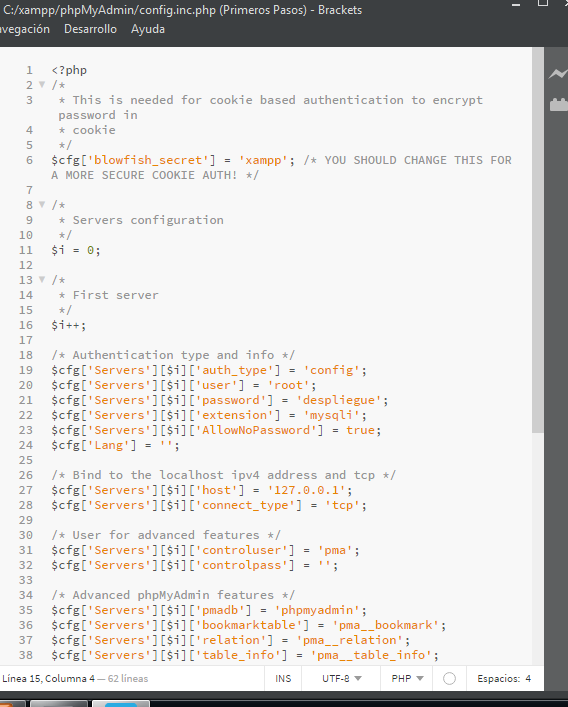 C:/xampp/phpMyAdmin/config.inc.php (Primeros Pasos) - Brackets
vegación Desarrollo Ayuda
1 <?php
2 /*
3 * This is needed for cookie based authentication to encrypt
password in
4 * cookie
5 */
6 $cfg['blowfish_secret'] = 'xampp'; /* YOU SHOULD CHANGE THIS FOR
A MORE SECURE COOKIE AUTH! */
7
8 /*
9 * Servers configuration
10 */
11 $i = 0;
12
13 /*
14 * First server
15 */
16 $i++;
17
18 /* Authentication type and info */
19 $cfg['Servers'][$i]['auth_type'] = 'config';
20 $cfg['Servers'][$i]['user'] = 'root';
21 $cfg['Servers'][$i]['password'] = 'despliegue';
22 $cfg['Servers'][$i]['extension'] = 'mysqli';
23 $cfg['Servers'][$i]['AllowNoPassword'] = true;
24 $cfg['Lang'] = '';
25
26 /* Bind to the localhost ipv4 address and tcp */
27 $cfg['Servers'][$i]['host'] = '127.0.0.1';
28 $cfg['Servers'][$i]['connect_type'] = 'tcp';
29
30 /* User for advanced features */
31 $cfg['Servers'][$i]['controluser'] = 'pma';
32 $cfg['Servers'][$i]['controlpass'] = '';
33
34 /* Advanced phpMyAdmin features */
35 $cfg['Servers'][$i]['pmadb'] = 'phpmyadmin';
36 $cfg['Servers'][$i]['bookmarktable'] = 'pma__bookmark';
37 $cfg['Servers'][$i]['relation'] = 'pma__relation';
38 $cfg['Servers'][$i]['table_info'] = 'pma__table_info';
Línea 15, Columna 4 — 62 líneas INS UTF-8 PHP Espacios: 4